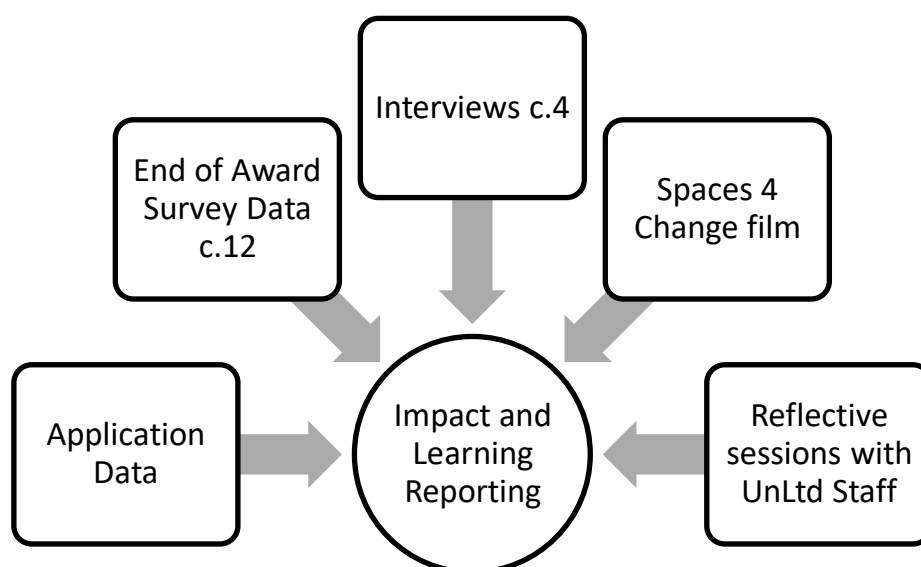 Interviews c.4
End of Award
Survey Data
c.12
Spaces 4
Change film
Application
Data
Impact and
Learning
Reporting
Reflective
sessions with
UnLtd Staff